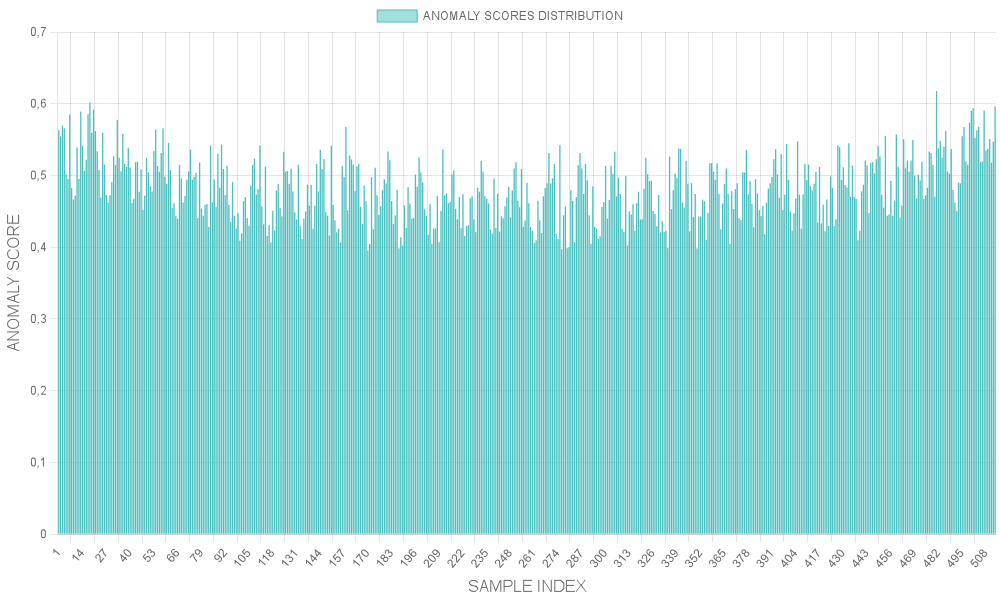 ANOMALY SCORES DISTRIBUTION
0,7
0,6
0,5
0,4
0,3
0,2
0,1
0
ANOMALY SCORE
1 14 27 40 53 66 79 92 105 118 131 144 157 170 183 196 209 222 235 248 261 274 287 300 313 326 339 352 365 378 391 404 417 430 443 456 469 482 495 508
SAMPLE INDEX